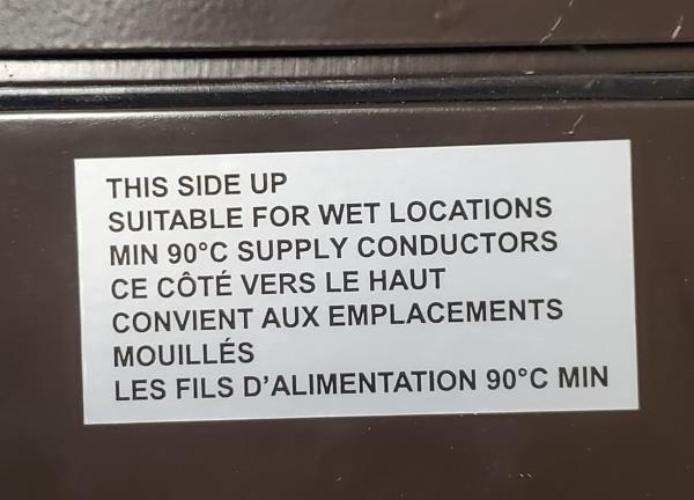 THIS SIDE UP
SUITABLE FOR WET LOCATIONS
MIN 90°C SUPPLY CONDUCTORS
CE CÔTÉ VERS LE HAUT
CONVIENT AUX EMPLACEMENTS
MOUILLÉS
LES FILS D'ALIMENTATION 90°C MIN